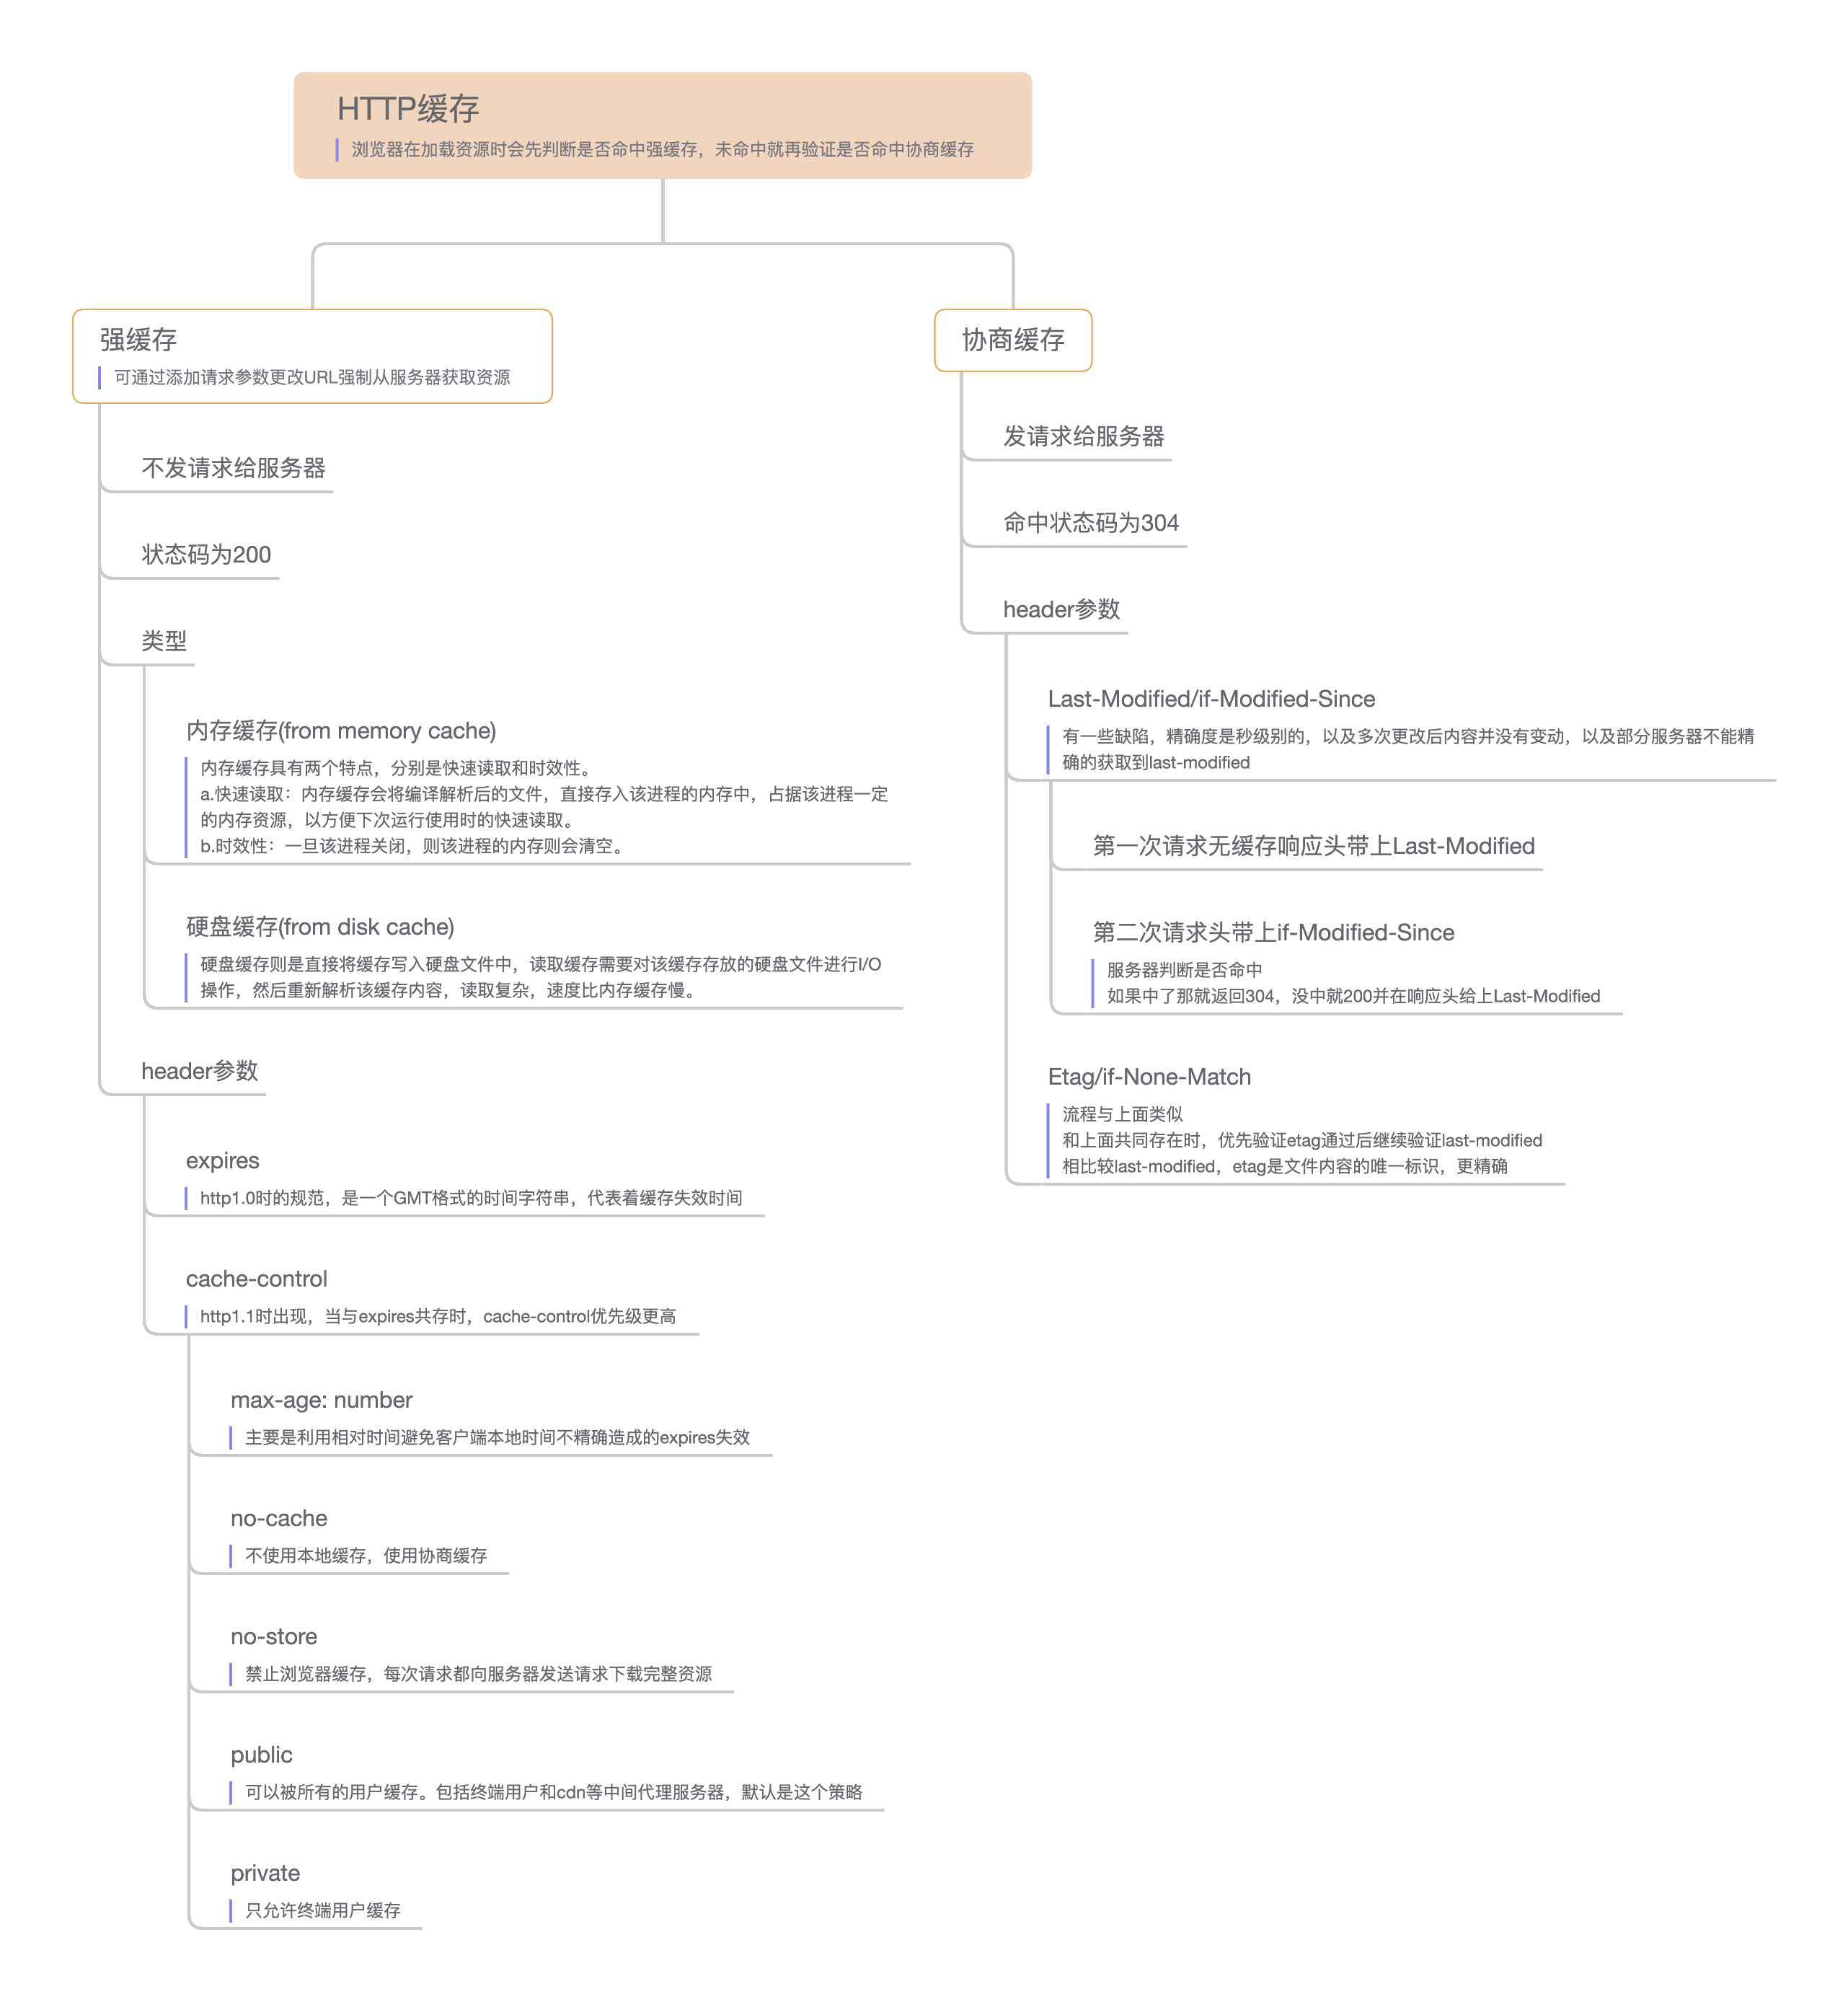 HTTP缓存
浏览器在加载资源时会先判断是否命中强缓存，未命中就再验证是否命中协商缓存
强缓存
可通过添加请求参数更改URL强制从服务器获取资源
不发请求给服务器
状态码为200
类型
内存缓存(from memory cache)
内存缓存具有两个特点，分别是快速读取和时效性。
a.快速读取：内存缓存会将编译解析后的文件，直接存入该进程的内存中，占据该进程一定
的内存资源，以方便下次运行使用时的快速读取。
b.时效性：一旦该进程关闭，则该进程的内存则会清空。
硬盘缓存(from disk cache)
硬盘缓存则是直接将缓存写入硬盘文件中，读取缓存需要对该缓存存放的硬盘文件进行I/O
操作，然后重新解析该缓存内容，读取复杂，速度比内存缓存慢。
header参数
expires
http1.0时的规范，是一个GMT格式的时间字符串，代表着缓存失效时间
cache-control
http1.1时出现，当与expires共存时，cache-control优先级更高
max-age: number
主要是利用相对时间避免客户端本地时间不精确造成的expires失效
no-cache
不使用本地缓存，使用协商缓存
no-store
禁止浏览器缓存，每次请求都向服务器发送请求下载完整资源
public
可以被所有的用户缓存。包括终端用户和cdn等中间代理服务器，默认是这个策略
private
只允许终端用户缓存
协商缓存
发请求给服务器
命中状态码为304
header参数
Last-Modified/if-Modified-Since
有一些缺陷，精确度是秒级别的，以及多次更改后内容并没有变动，以及部分服务器不能精
确的获取到last-modified
第一次请求无缓存响应头带上Last-Modified
第二次请求头带上if-Modified-Since
服务器判断是否命中
如果中了那就返回304，没中就200并在响应头给上Last-Modified
Etag/if-None-Match
流程与上面类似
和上面共同存在时，优先验证etag通过后继续验证last-modified
相比较last-modified，etag是文件内容的唯一标识，更精确